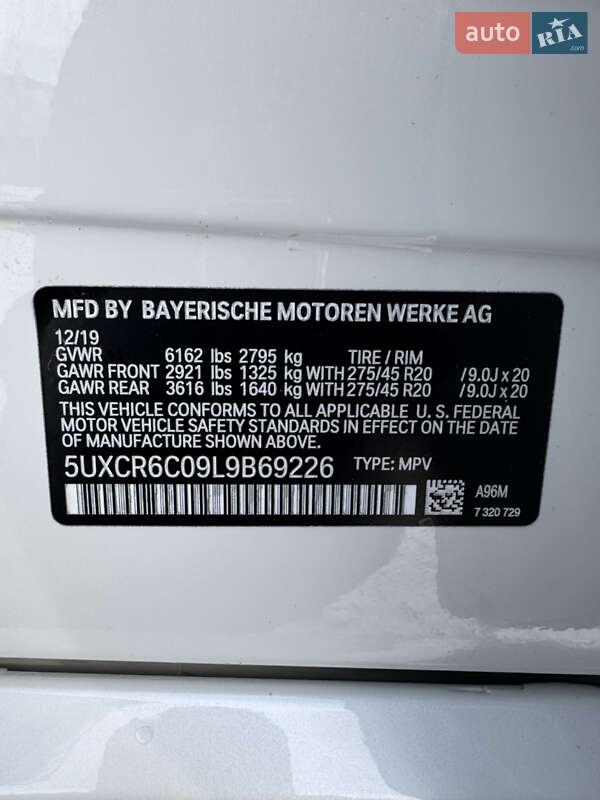 auto RIA .com
MFD BY BAYERISCHE MOTOREN WERKE AG
12/19
GVWR 6162 lbs 2795 kg TIRE / RIM
GAWR FRONT 2921 lbs 1325 kg WITH 275/45 R20 /9.0J x 20
GAWR REAR 3616 lbs 1640 kg WITH 275/45 R20 /9.0J x 20
THIS VEHICLE CONFORMS TO ALL APPLICABLE U. S. FEDERAL
MOTOR VEHICLE SAFETY STANDARDS IN EFFECT ON THE DATE
OF MANUFACTURE SHOWN ABOVE.
5UXCR6C09L9B69226 TYPE: MPV
A96M
7 320 729